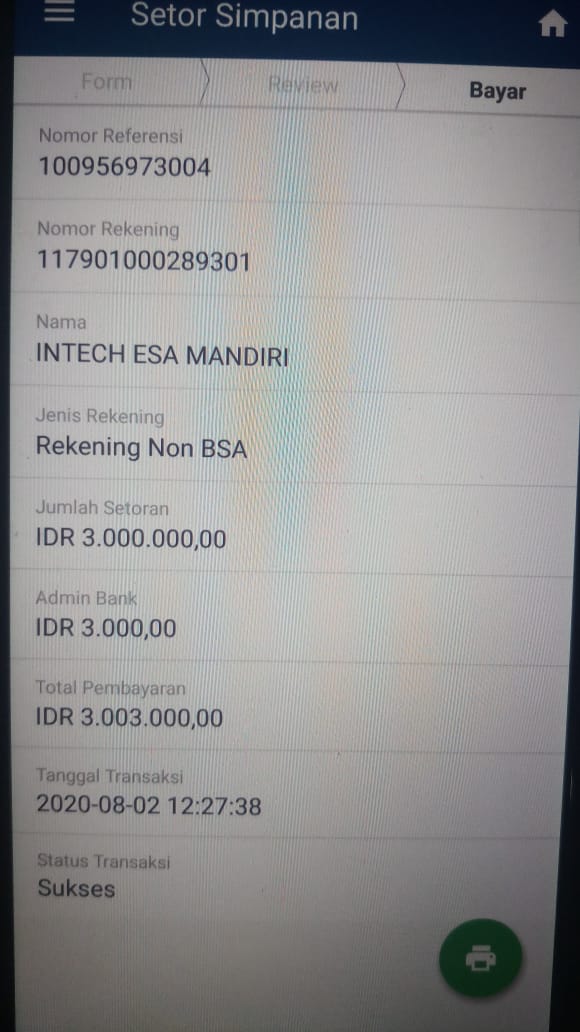 Setor Simpanan
Form
Review
Bayar
Nomor Referensi
100956973004
Nomor Rekening
117901000289301
Nama
INTECH ESA MANDIRI
Jenis Rekening
Rekening Non BSA
Jumlah Setoran
IDR 3.000.000,00
Admin Bank
IDR 3.000,00
Total Pembayaran
IDR 3.003.000,00
Tanggal Transaksi
2020-08-02 12:27:38
Status Transaksi
Sukses